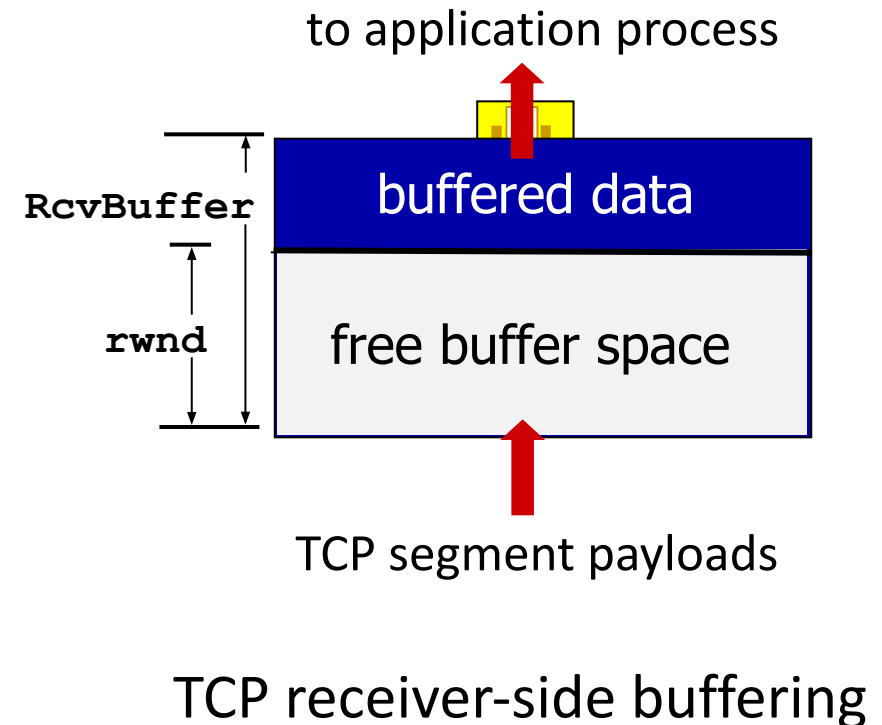 to application process
buffered data
RcvBuffer
rwnd
free buffer space
TCP segment payloads
TCP receiver-side buffering